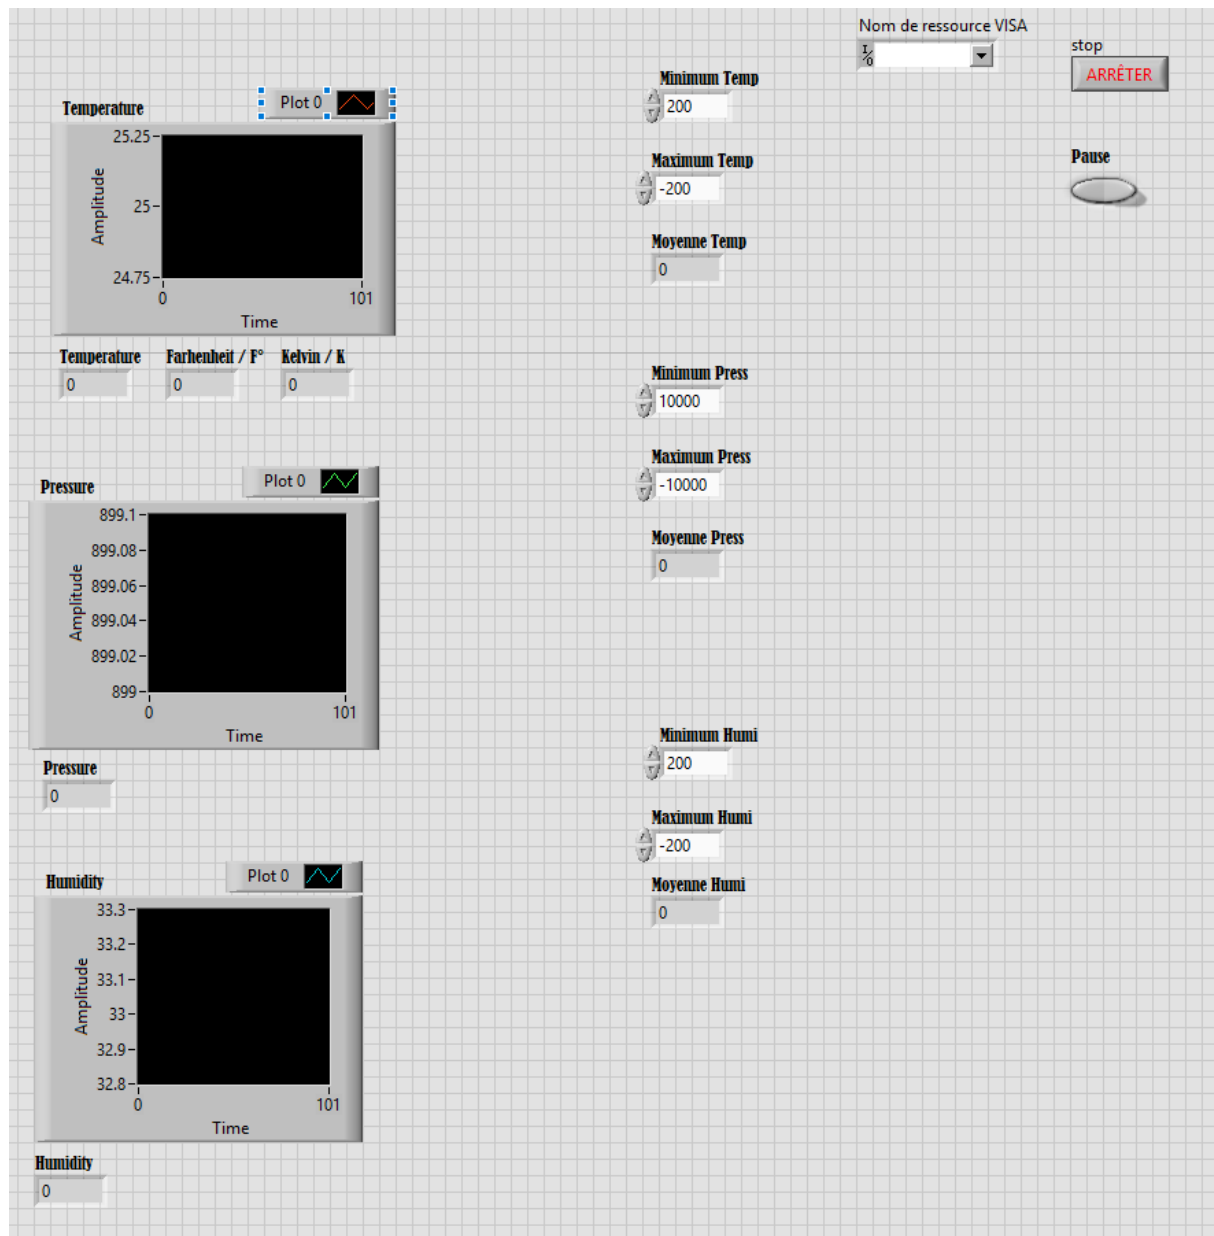 Nom de ressource VISA
I/O
stop
ARRÊTER
Pause
Temperature
Plot 0
25.25
25
24.75
Amplitude
0
101
Time
Temperature
0
Farhenheit / F°
0
Kelvin / K
0
Minimum Temp
200
Maximum Temp
-200
Moyenne Temp
0
Pressure
Plot 0
899.1
899.08
899.06
899.04
899.02
899
Amplitude
0
101
Time
Pressure
0
Minimum Press
10000
Maximum Press
-10000
Moyenne Press
0
Humidity
Plot 0
33.3
33.2
33.1
33
32.9
32.8
Amplitude
0
101
Time
Humidity
0
Minimum Humi
200
Maximum Humi
-200
Moyenne Humi
0